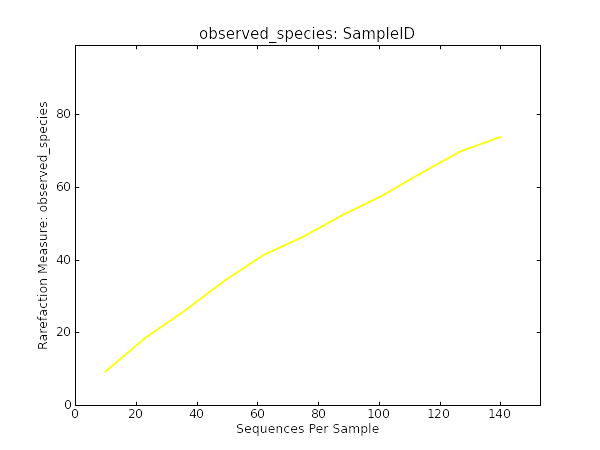 observed_species: SampleID
Rarefaction Measure: observed_species
80
60
40
20
0
0 20 40 60 80 100 120 140
Sequences Per Sample